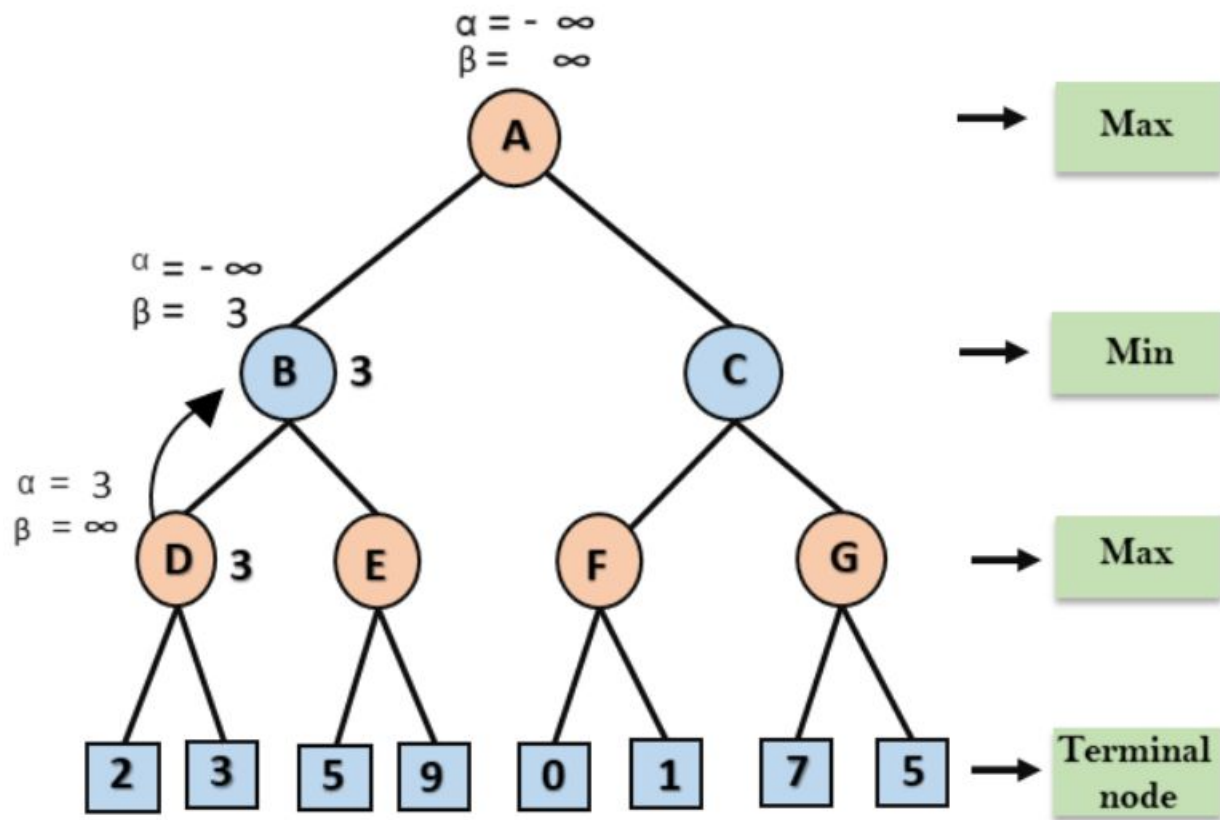 α = - ∞
β = ∞
A
Max
α = - ∞
β = 3
B 3
C
Min
α = 3
β = ∞
D 3
E
F
G
Max
2 3 5 9 0 1 7 5
Terminal
node